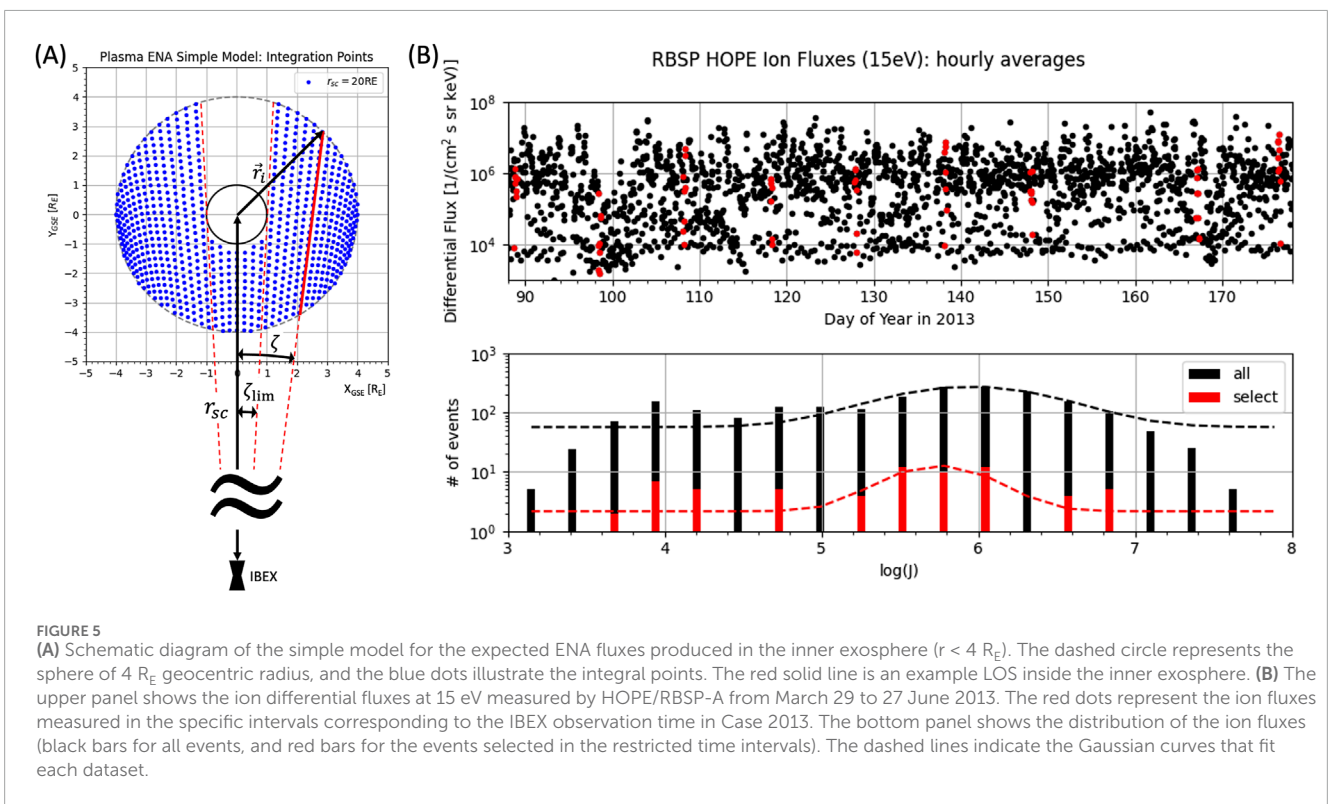 (A)
Plasma ENA Simple Model: Integration Points
r_sc = 20RE
5
4
3
2
1
0
-1
-2
-3
-4
-5
Y_GSE [R_E]
-5 -4 -3 -2 -1 0 1 2 3 4 5
X_GSE [R_E]
r⃗_i
ζ
ζ_lim
r_sc
IBEX
(B)
RBSP HOPE Ion Fluxes (15eV): hourly averages
Differential Flux [1/(cm² s sr keV)]
10⁸
10⁶
10⁴
90 100 110 120 130 140 150 160 170
Day of Year in 2013
# of events
10³
10²
10¹
10⁰
all
select
3 4 5 6 7 8
log(J)
FIGURE 5
(A) Schematic diagram of the simple model for the expected ENA fluxes produced in the inner exosphere (r < 4 R_E). The dashed circle represents the
sphere of 4 R_E geocentric radius, and the blue dots illustrate the integral points. The red solid line is an example LOS inside the inner exosphere. (B) The
upper panel shows the ion differential fluxes at 15 eV measured by HOPE/RBSP-A from March 29 to 27 June 2013. The red dots represent the ion fluxes
measured in the specific intervals corresponding to the IBEX observation time in Case 2013. The bottom panel shows the distribution of the ion fluxes
(black bars for all events, and red bars for the events selected in the restricted time intervals). The dashed lines indicate the Gaussian curves that fit
each dataset.